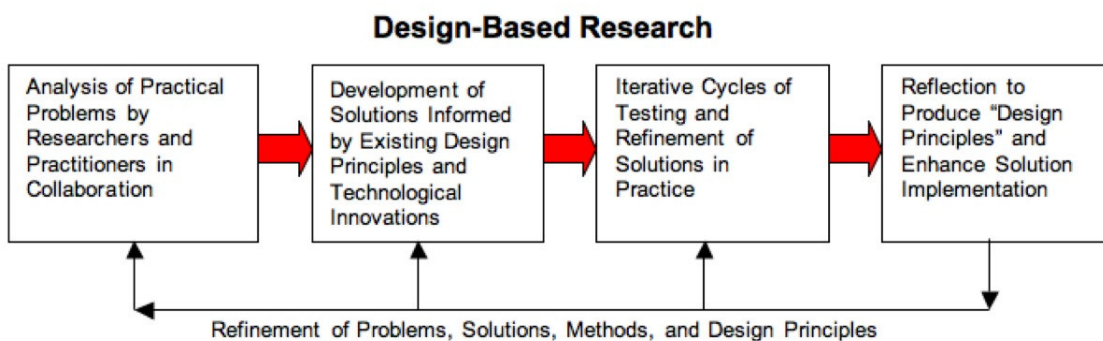 Design-Based Research
Analysis of Practical
Problems by
Researchers and
Practitioners in
Collaboration
Development of
Solutions Informed
by Existing Design
Principles and
Technological
Innovations
Iterative Cycles of
Testing and
Refinement of
Solutions in
Practice
Reflection to
Produce “Design
Principles" and
Enhance Solution
Implementation
Refinement of Problems, Solutions, Methods, and Design Principles